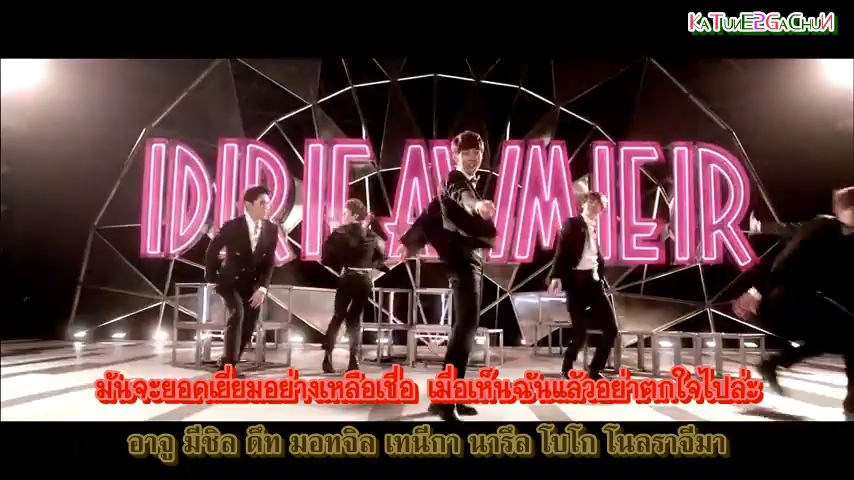 KaTunE2GaChuN
DREAMER
มันจะยอดเยี่ยมอย่างเหลือเชื่อ เมื่อเห็นฉันแล้วอย่าตกใจไปล่ะ
อาจู มีชิล ดึท มอทจิล เทนีกา นารึล โบโก โนลราจีมา